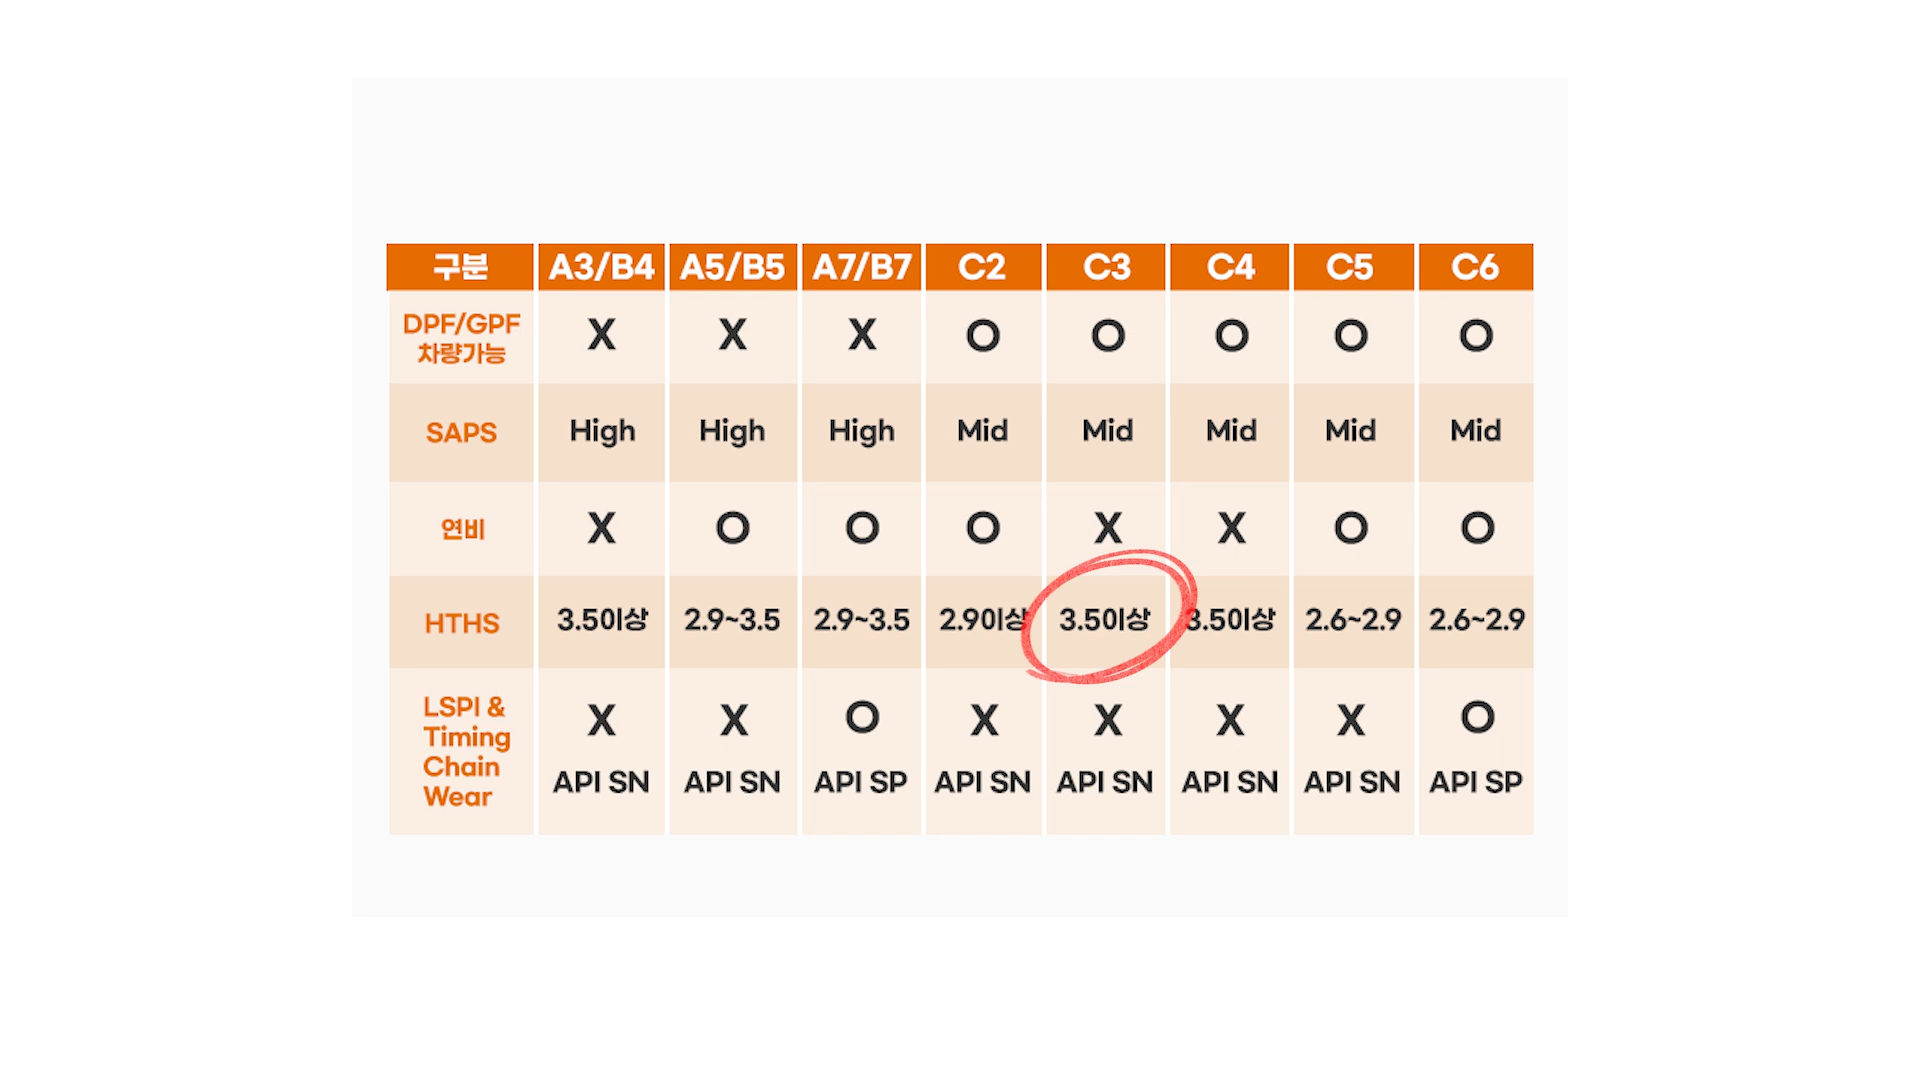 구분 A3/B4 A5/B5 A7/B7 C2 C3 C4 C5 C6
DPF/GPF
차량가능 X X X O O O O O
SAPS High High High Mid Mid Mid Mid Mid
연비 X O O O X X O O
HTHS 3.50이상 2.9~3.5 2.9~3.5 2.90이상 3.50이상 3.50이상 2.6~2.9 2.6~2.9
LSPI &
Timing
Chain
Wear
X X O X X X X O
API SN API SN API SP API SN API SN API SN API SN API SP